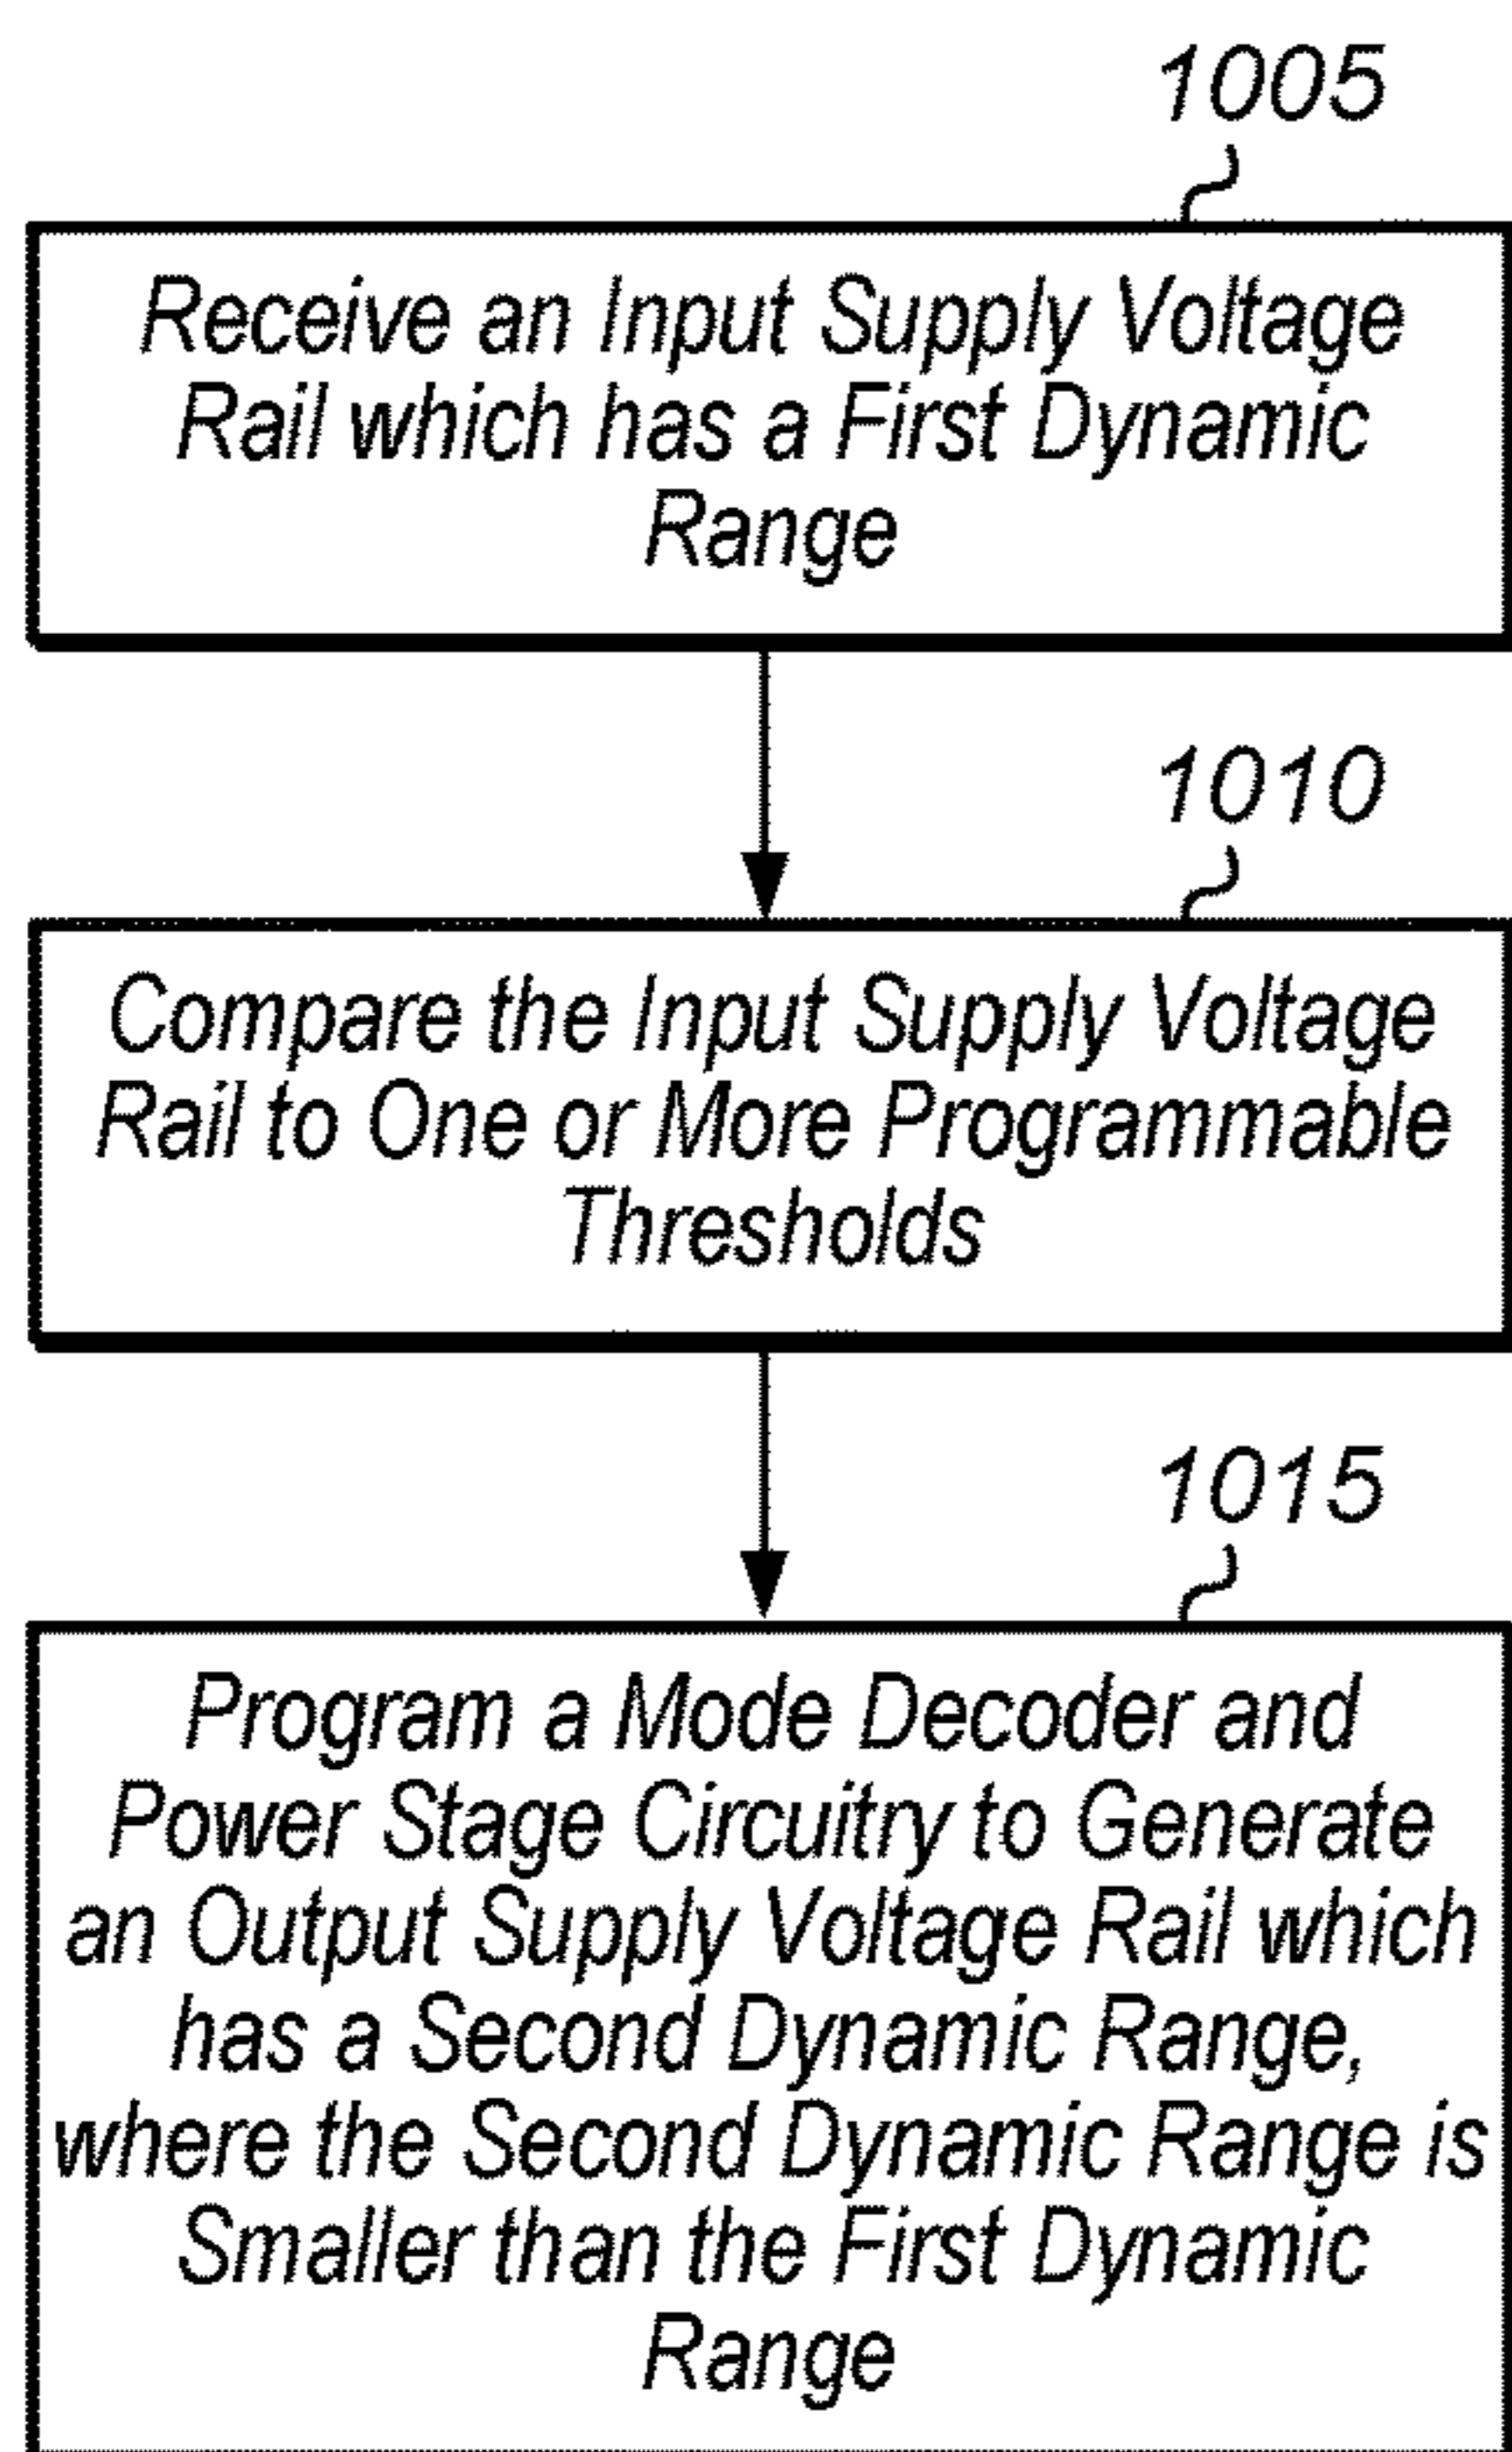 1005
Receive an Input Supply Voltage
Rail which has a First Dynamic
Range
1010
Compare the Input Supply Voltage
Rail to One or More Programmable
Thresholds
1015
Program a Mode Decoder and
Power Stage Circuitry to Generate
an Output Supply Voltage Rail which
has a Second Dynamic Range,
where the Second Dynamic Range is
Smaller than the First Dynamic
Range